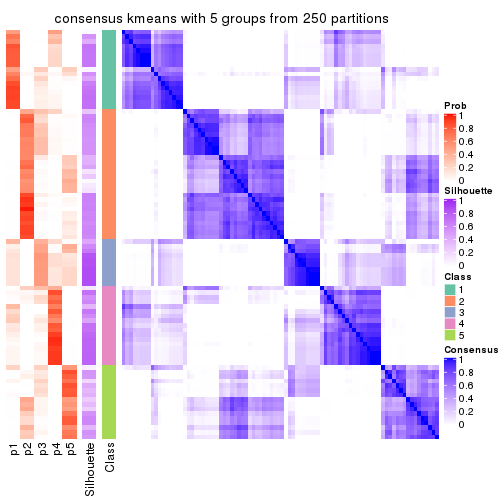 consensus kmeans with 5 groups from 250 partitions
p1
p2
p3
p4
p5
Silhouette
Class
Prob
1
0.8
0.6
0.4
0.2
0
Silhouette
1
0.8
0.6
0.4
0.2
0
Class
1
2
3
4
5
Consensus
1
0.8
0.6
0.4
0.2
0